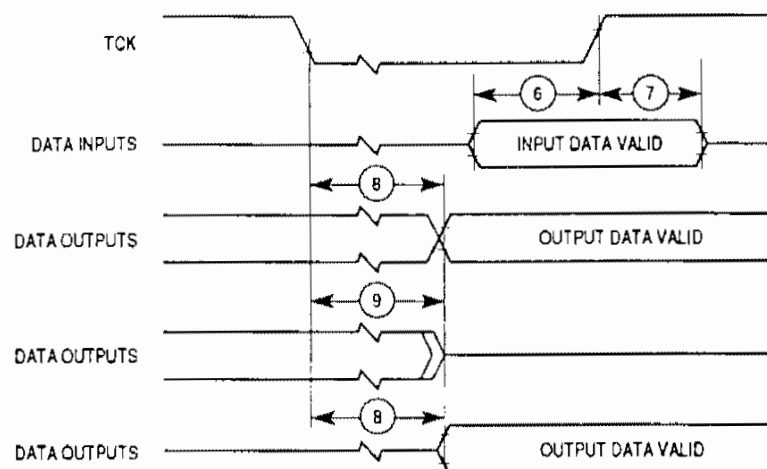 TCK
6
7
DATA INPUTS
INPUT DATA VALID
8
DATA OUTPUTS
OUTPUT DATA VALID
9
DATA OUTPUTS
8
DATA OUTPUTS
OUTPUT DATA VALID